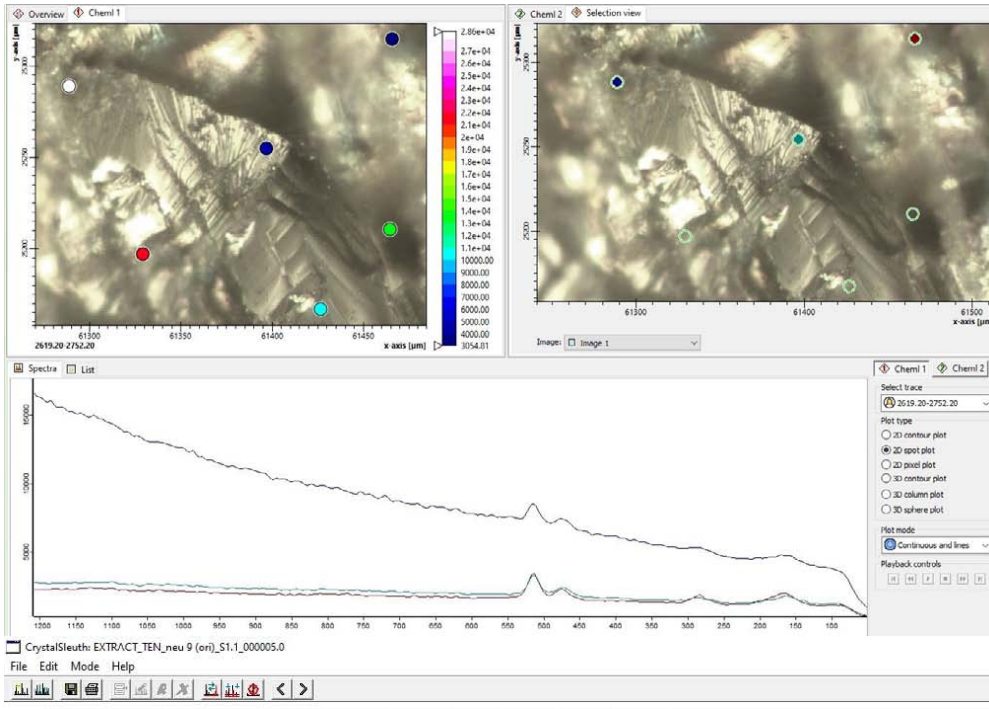 Overview Cheml 1
y-axis [µm]
25300
25250
25200
61300 61350 61400 61450
2619.20-2752.20 x-axis [µm]
2.86e+04
2.7e+04
2.6e+04
2.5e+04
2.4e+04
2.3e+04
2.2e+04
2.1e+04
2e+04
1.9e+04
1.8e+04
1.7e+04
1.6e+04
1.5e+04
1.4e+04
1.3e+04
1.2e+04
1.1e+04
10000.00
9000.00
8000.00
7000.00
6000.00
5000.00
4000.00
3054.81
Cheml 2 Selection view
y-axis [µm]
25300
25250
25200
61300 61400 61500
x-axis [µm]
Image: Image 1
Spectra List
15000
10000
5000
1200 1150 1100 1050 1000 950 900 850 800 750 700 650 600 550 500 450 400 350 300 250 200 150 100
Cheml 1 Cheml 2
Select trace
2619.20-2752.20
Plot type
2D contour plot
2D spot plot
2D pixel plot
3D contour plot
3D column plot
3D sphere plot
Plot mode
Continuous and lines
Playback controls
CrystalSleuth: EXTRACT_TEN_neu 9 (ori)_S1.1_000005.0
File Edit Mode Help